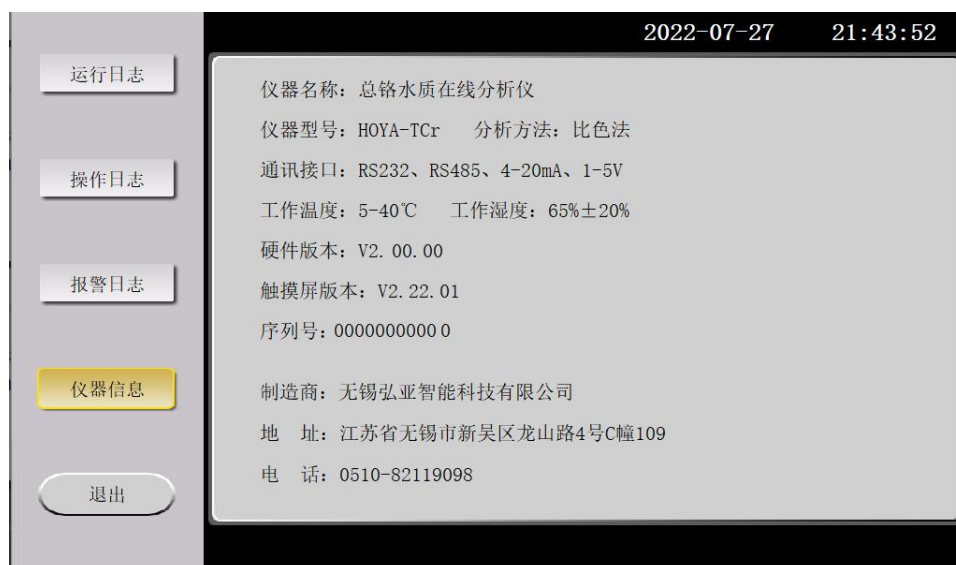 2022-07-27 21:43:52
运行日志
操作日志
报警日志
仪器信息
退出
仪器名称：总铬水质在线分析仪
仪器型号：HOYA-TCr 分析方法：比色法
通讯接口：RS232、RS485、4-20mA、1-5V
工作温度：5-40℃ 工作湿度：65%±20%
硬件版本：V2.00.00
触摸屏版本：V2.22.01
序列号：00000000000
制造商：无锡弘亚智能科技有限公司
地 址：江苏省无锡市新吴区龙山路4号C幢109
电 话：0510-82119098